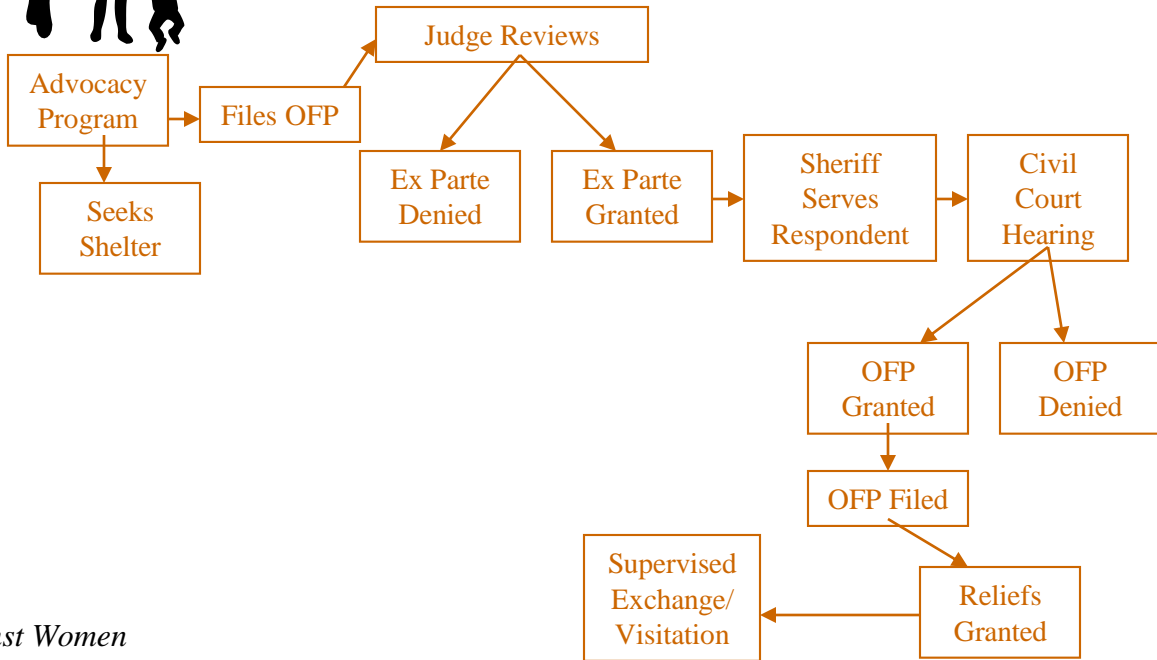 Judge Reviews
Advocacy
Program
Files OFP
Seeks
Shelter
Ex Parte
Denied
Ex Parte
Granted
Sheriff
Serves
Respondent
Civil
Court
Hearing
OFP
Granted
OFP
Denied
OFP Filed
Supervised
Exchange/
Visitation
Reliefs
Granted
Women